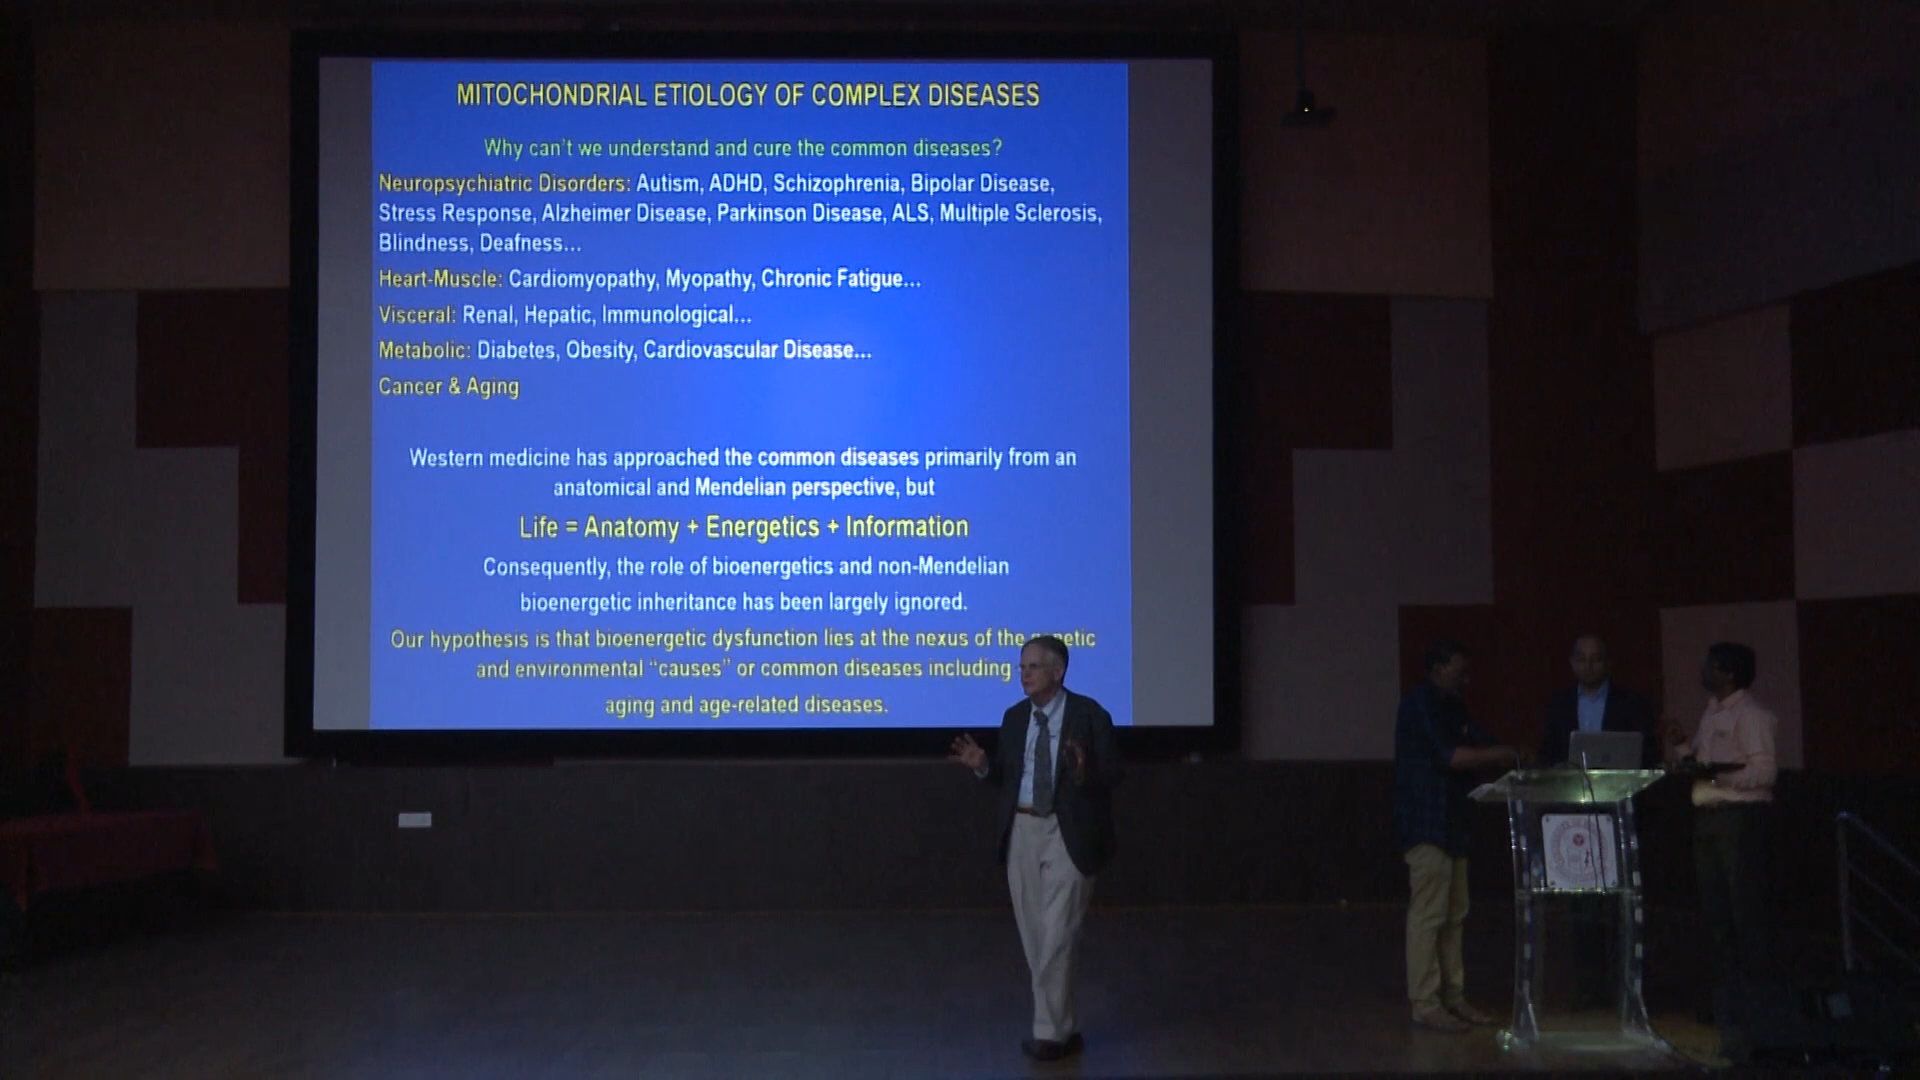 MITOCHONDRIAL ETIOLOGY OF COMPLEX DISEASES
Why can't we understand and cure the common diseases?
Neuropsychiatric Disorders: Autism, ADHD, Schizophrenia, Bipolar Disease,
Stress Response, Alzheimer Disease, Parkinson Disease, ALS, Multiple Sclerosis,
Blindness, Deafness...
Heart-Muscle: Cardiomyopathy, Myopathy, Chronic Fatigue...
Visceral: Renal, Hepatic, Immunological...
Metabolic: Diabetes, Obesity, Cardiovascular Disease...
Cancer & Aging
Western medicine has approached the common diseases primarily from an
anatomical and Mendelian perspective, but
Life = Anatomy + Energetics + Information
Consequently, the role of bioenergetics and non-Mendelian
bioenergetic inheritance has been largely ignored.
Our hypothesis is that bioenergetic dysfunction lies at the nexus of the genetic
and environmental "causes" or common diseases including
aging and age-related diseases.